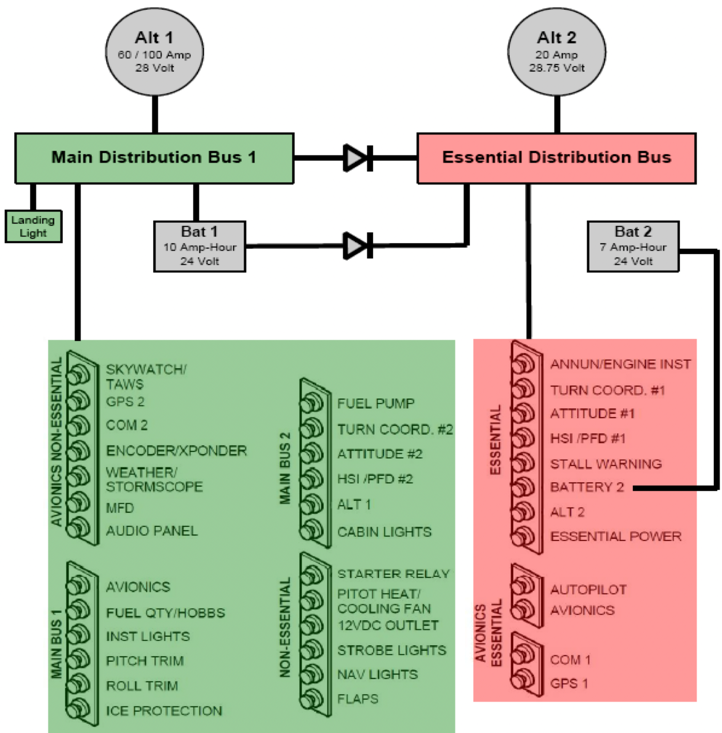 Alt 1
60 / 100 Amp
28 Volt
Alt 2
20 Amp
28.75 Volt
Main Distribution Bus 1
Essential Distribution Bus
Landing
Light
Bat 1
10 Amp-Hour
24 Volt
Bat 2
7 Amp-Hour
24 Volt
AVIONICS NON-ESSENTIAL
SKYWATCH/
TAWS
GPS 2
COM 2
ENCODER/XPONDER
WEATHER/
STORMSCOPE
MFD
AUDIO PANEL
MAIN BUS 1
AVIONICS
FUEL QTY/HOBBS
INST LIGHTS
PITCH TRIM
ROLL TRIM
ICE PROTECTION
MAIN BUS 2
FUEL PUMP
TURN COORD. #2
ATTITUDE #2
HSI /PFD #2
ALT 1
CABIN LIGHTS
NON-ESSENTIAL
STARTER RELAY
PITOT HEAT/
COOLING FAN
12VDC OUTLET
STROBE LIGHTS
NAV LIGHTS
FLAPS
ESSENTIAL
ANNUN/ENGINE INST
TURN COORD. #1
ATTITUDE #1
HSI /PFD #1
STALL WARNING
BATTERY 2
ALT 2
ESSENTIAL POWER
AVIONICS
ESSENTIAL
AUTOPILOT
AVIONICS
COM 1
GPS 1